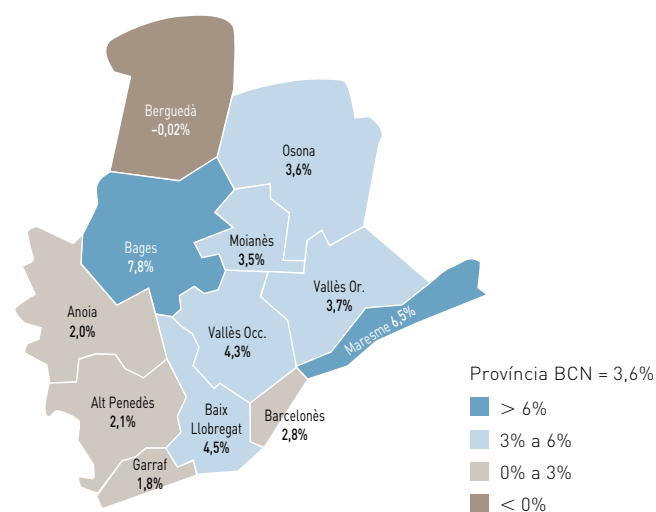 Berguedà
–0,02%
Osona
3,6%
Bages
7,8%
Moianès
3,5%
Vallès Or.
3,7%
Maresme 6,5%
Anoia
2,0%
Vallès Occ.
4,3%
Alt Penedès
2,1%
Baix
Llobregat
4,5%
Barcelonès
2,8%
Garraf
1,8%
Província BCN = 3,6%
> 6%
3% a 6%
0% a 3%
< 0%